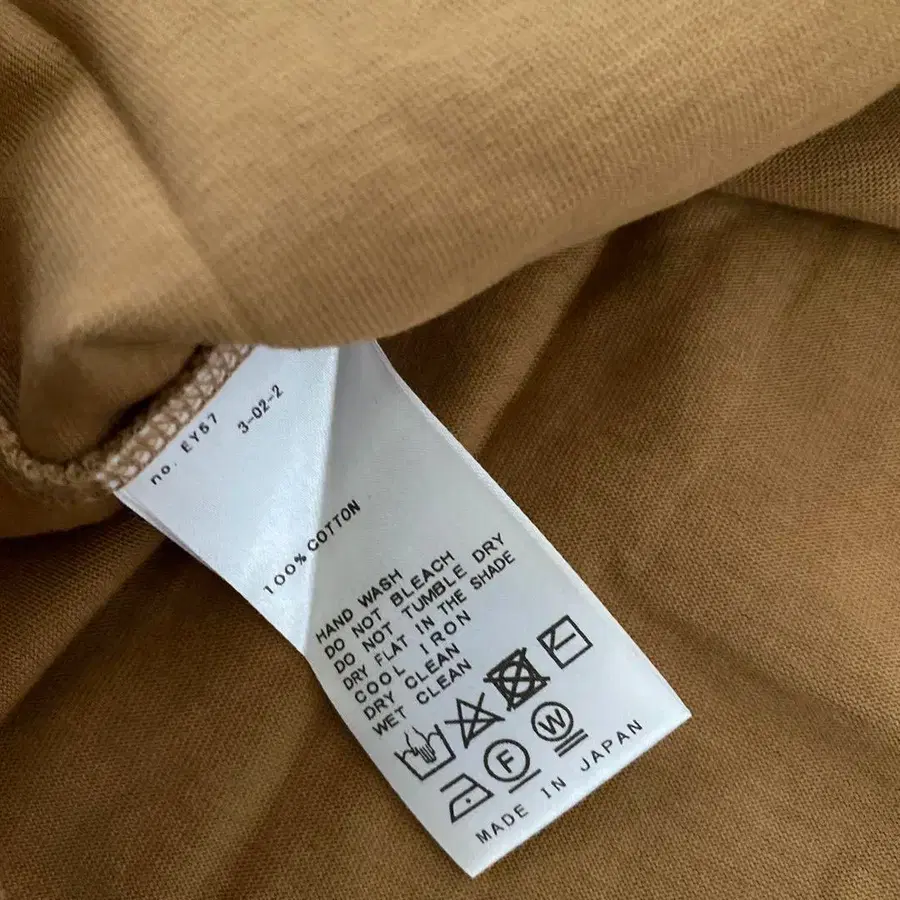 no. EY57
3-02-2
100% COTTON
HAND WASH
DO NOT BLEACH
DO NOT TUMBLE DRY
DRY FLAT IN THE SHADE
COOL IRON
DRY CLEAN
WET CLEAN
F
W
MADE IN JAPAN